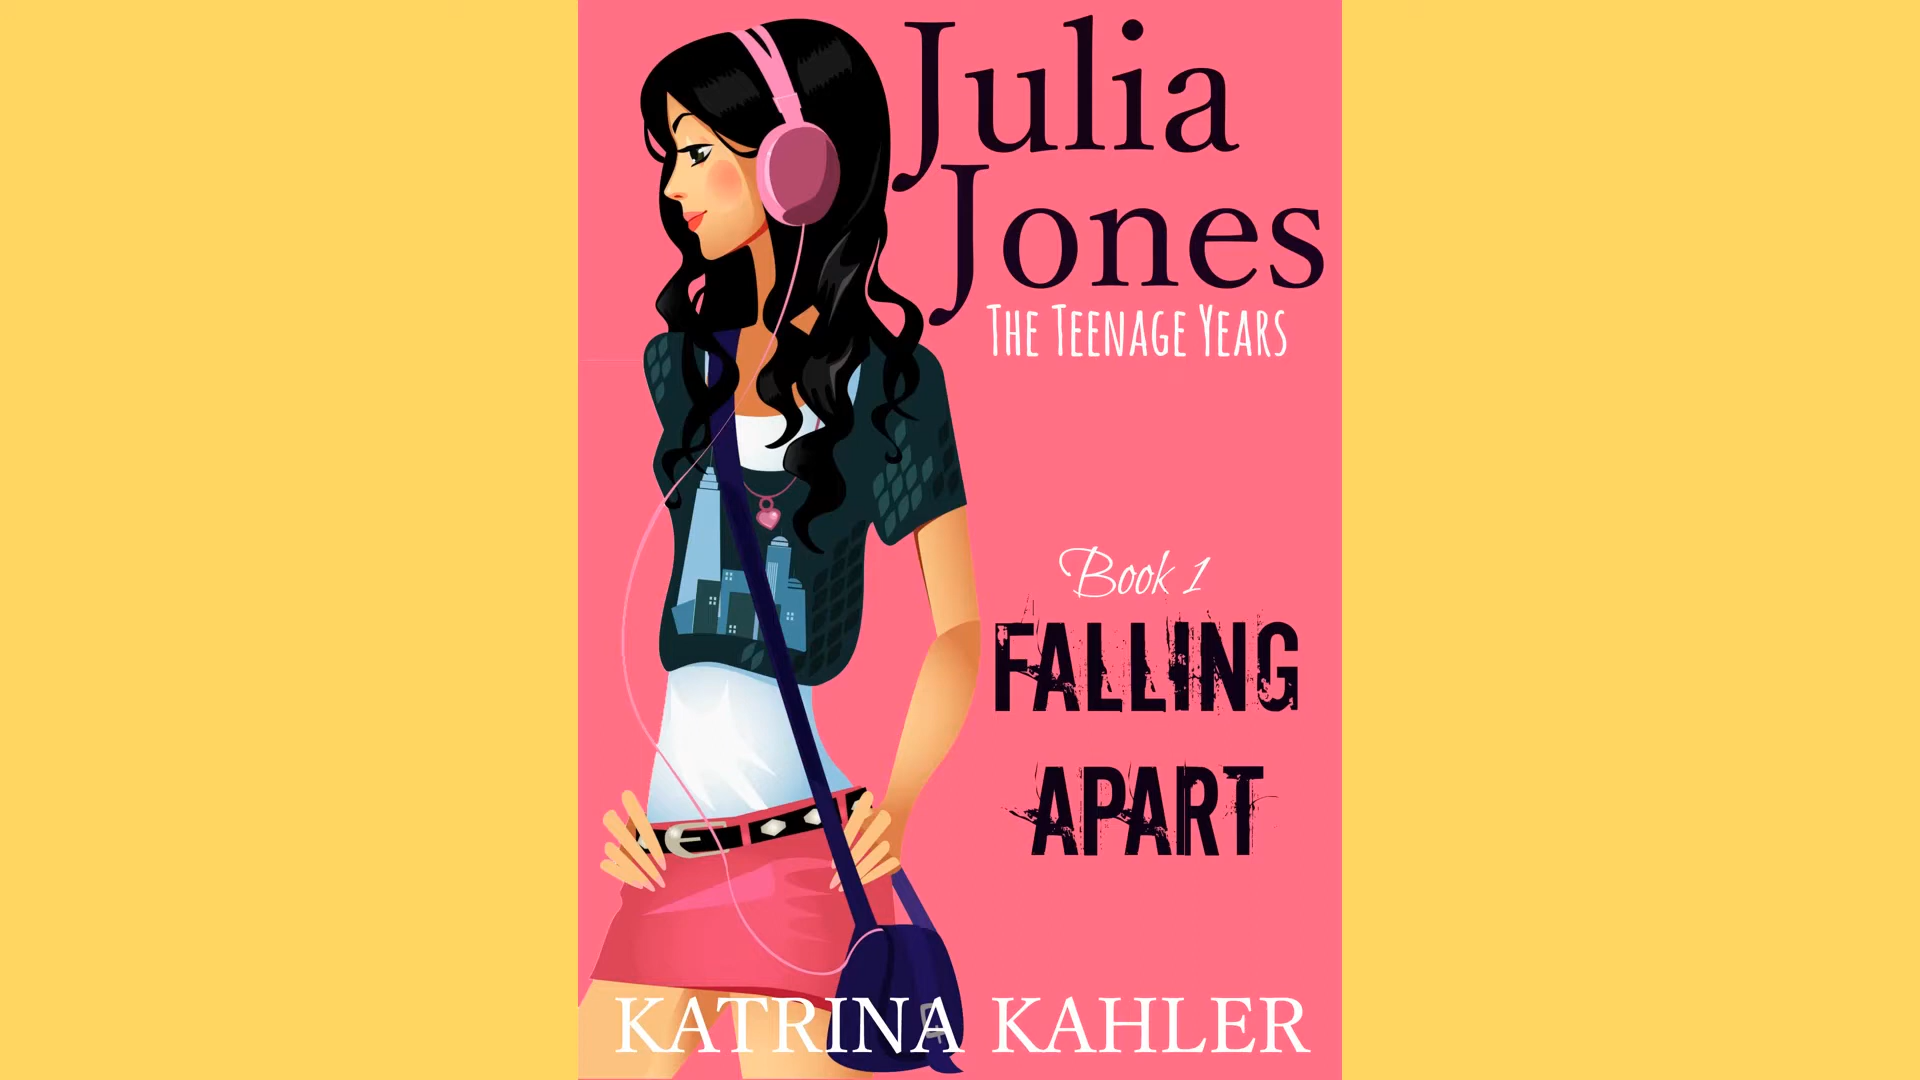 Julia
Jones
The Teenage Years
Book 1
FALLING
APART
KATRINA KAHLER